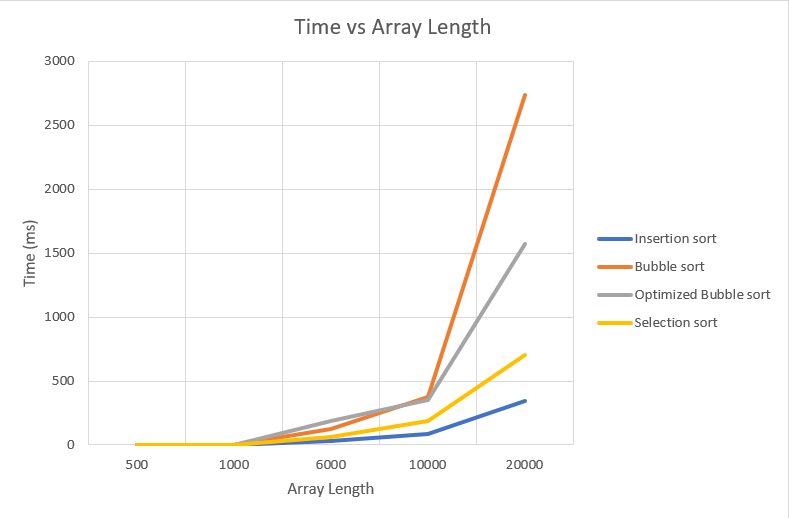 Time vs Array Length
3000
2500
2000
1500
1000
500
0
Time (ms)
500 1000 6000 10000 20000
Array Length
Insertion sort
Bubble sort
Optimized Bubble sort
Selection sort